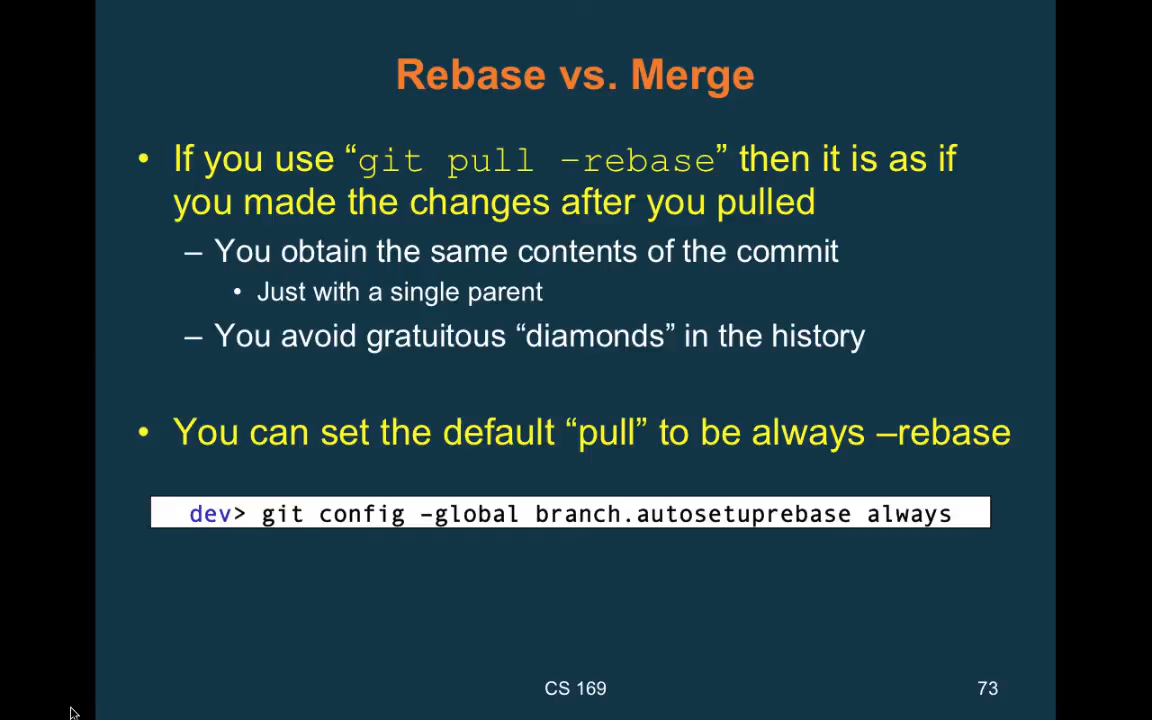 Rebase vs. Merge
• If you use “git pull –rebase” then it is as if
you made the changes after you pulled
– You obtain the same contents of the commit
• Just with a single parent
– You avoid gratuitous “diamonds” in the history
• You can set the default “pull” to be always –rebase
dev> git config –global branch.autosetuprebase always
CS 169
73